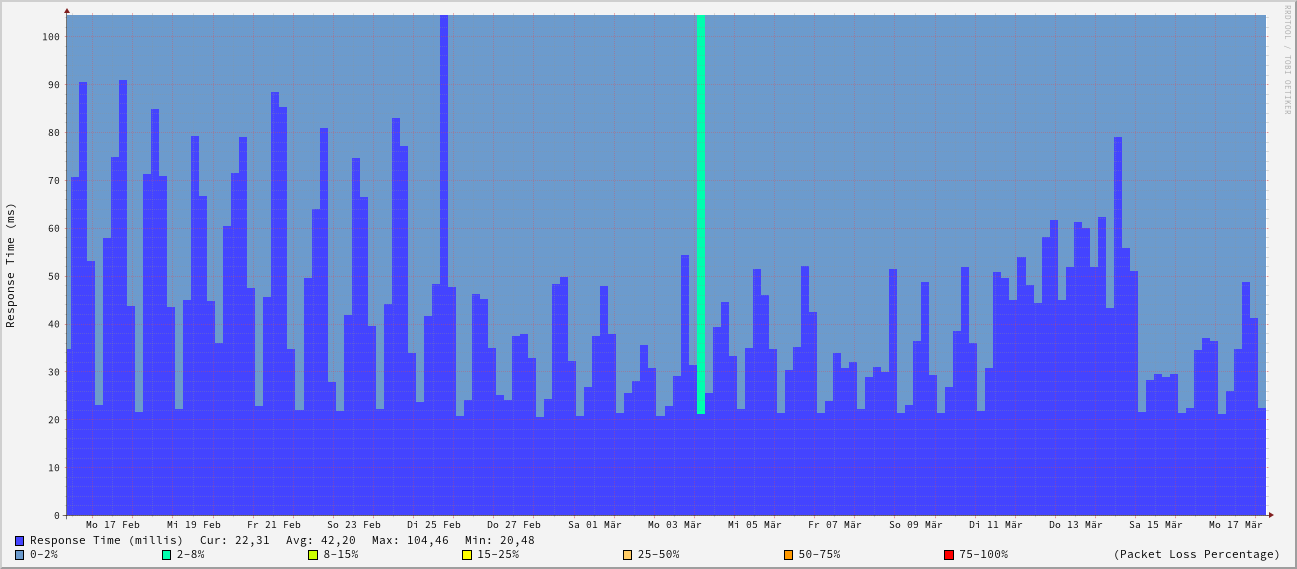 RRDTOOL / TOBI OETIKER
Response Time (ms)
100
90
80
70
60
50
40
30
20
10
0
Mo 17 Feb Mi 19 Feb Fr 21 Feb So 23 Feb Di 25 Feb Do 27 Feb Sa 01 Mär Mo 03 Mär Mi 05 Mär Fr 07 Mär So 09 Mär Di 11 Mär Do 13 Mär Sa 15 Mär Mo 17 Mär
Response Time (millis) Cur: 22,31 Avg: 42,20 Max: 104,46 Min: 20,48
0-2% 2-8% 8-15% 15-25% 25-50% 50-75% 75-100% (Packet Loss Percentage)